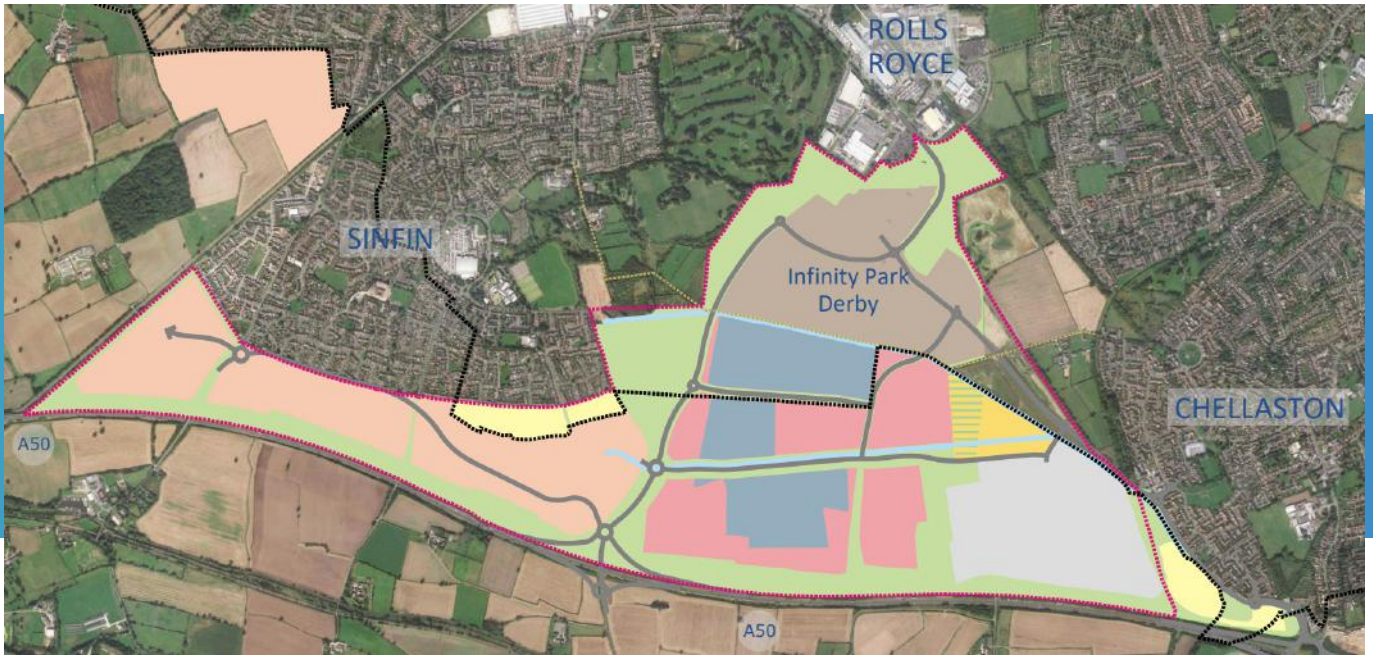 ROLLS
ROYCE
SINFIN
Infinity Park
Derby
CHELLASTON
A50
A50